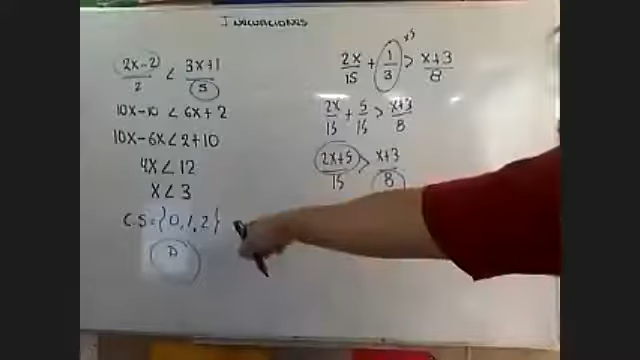 INECUACIONES
2x-2/2 < 3x+1/5
10x-10 < 6x+2
10x-6x < 2+10
4x < 12
x < 3
C.S = {0,1,2}
A
x5
2x/15 + 1/3 > x+3/8
2x/15 + 5/15 > x+3/8
2x+5/15 > x+3/8